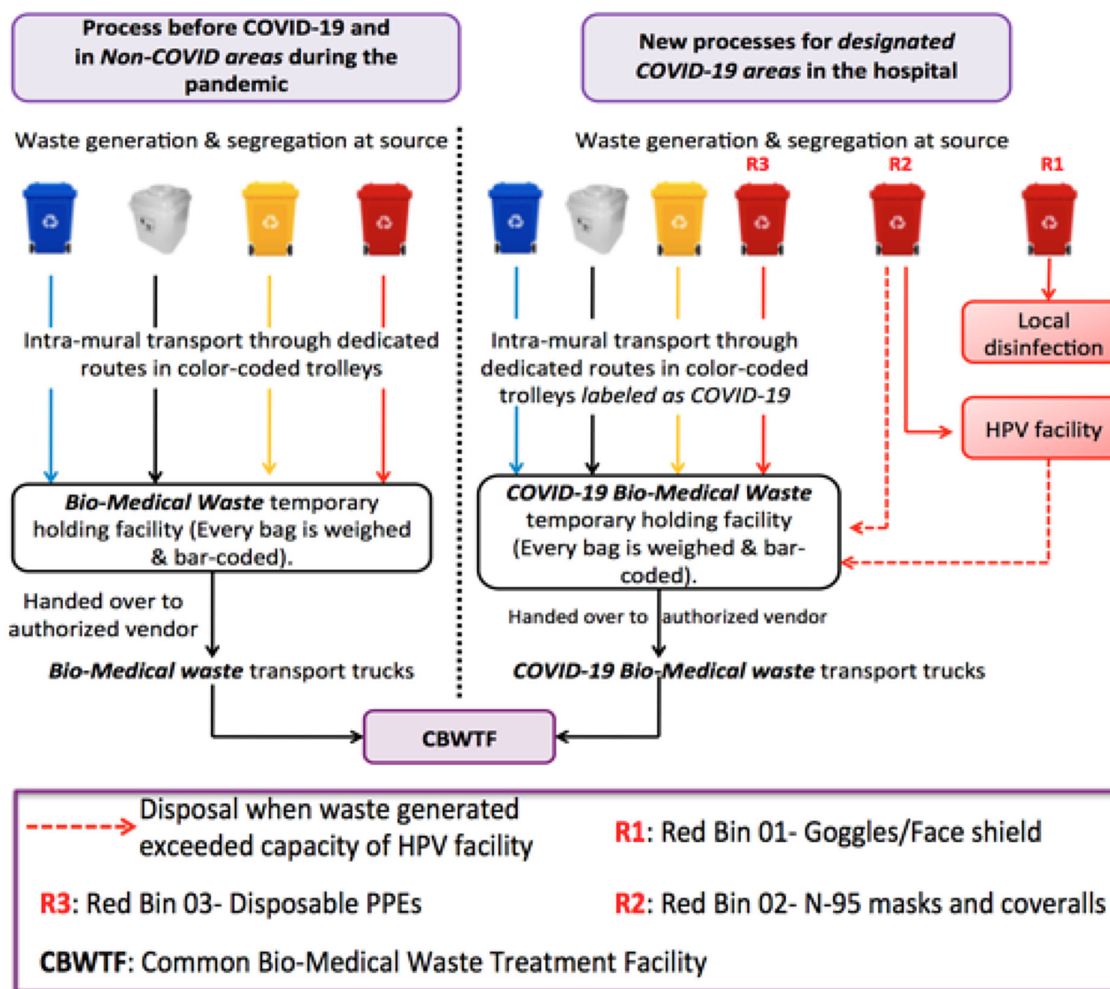 Process before COVID-19 and
in Non-COVID areas during the
pandemic
New processes for designated
COVID-19 areas in the hospital
Waste generation & segregation at source
Waste generation & segregation at source
R3
R2
R1
Intra-mural transport through dedicated
routes in color-coded trolleys
Intra-mural transport through
dedicated routes in color-coded
trolleys labeled as COVID-19
Local
disinfection
HPV facility
Bio-Medical Waste temporary
holding facility (Every bag is weighed
& bar-coded).
COVID-19 Bio-Medical Waste
temporary holding facility
(Every bag is weighed & bar-
coded).
Handed over to
authorized vendor
Handed over to authorized vendor
Bio-Medical waste transport trucks
COVID-19 Bio-Medical waste transport trucks
CBWTF
Disposal when waste generated
exceeded capacity of HPV facility
R1: Red Bin 01- Goggles/Face shield
R3: Red Bin 03- Disposable PPEs
R2: Red Bin 02- N-95 masks and coveralls
CBWTF: Common Bio-Medical Waste Treatment Facility